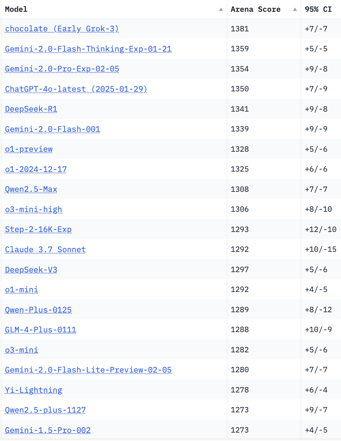 Model Arena Score 95% CI
chocolate (Early Grok-3) 1381 +7/-7
Gemini-2.0-Flash-Thinking-Exp-01-21 1359 +5/-5
Gemini-2.0-Pro-Exp-02-05 1354 +9/-8
ChatGPT-4o-latest (2025-01-29) 1350 +7/-9
DeepSeek-R1 1341 +9/-8
Gemini-2.0-Flash-001 1339 +9/-9
o1-preview 1328 +5/-6
o1-2024-12-17 1325 +6/-6
Qwen2.5-Max 1308 +7/-7
o3-mini-high 1306 +8/-10
Step-2-16K-Exp 1293 +12/-10
Claude 3.7 Sonnet 1292 +10/-15
DeepSeek-V3 1297 +5/-6
o1-mini 1292 +4/-5
Qwen-Plus-0125 1289 +8/-12
GLM-4-Plus-0111 1288 +10/-9
o3-mini 1282 +5/-6
Gemini-2.0-Flash-Lite-Preview-02-05 1280 +7/-7
Yi-Lightning 1278 +6/-4
Qwen2.5-plus-1127 1273 +9/-7
Gemini-1.5-Pro-002 1273 +4/-5